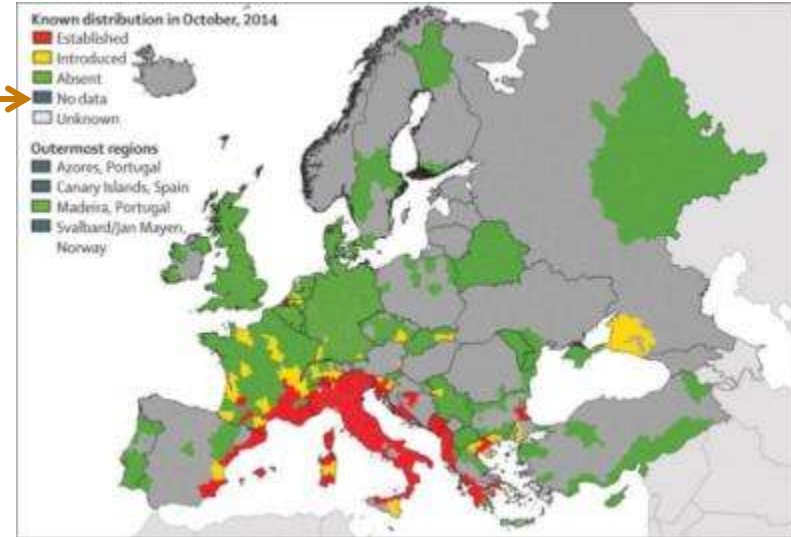 Known distribution in October, 2014
Established
Introduced
Absent
No data
Unknown
Outermost regions
Azores, Portugal
Canary Islands, Spain
Madeira, Portugal
Svalbard/Jan Mayen,
Norway